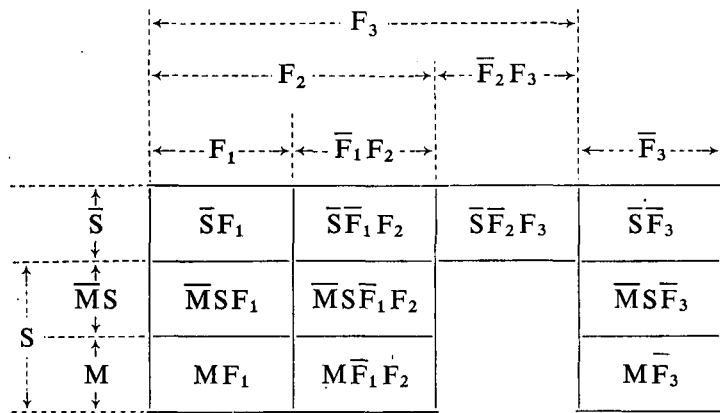 F₃
F₂ F̅₂F₃
F₁ F̅₁F₂ F̅₃
S̅ S̅F₁ S̅F̅₁F₂ S̅F̅₂F₃ S̅F̅₃
M̅S M̅SF₁ M̅SF̅₁F₂ M̅SF̅₃
S
M MF₁ MF̅₁F₂ MF̅₃